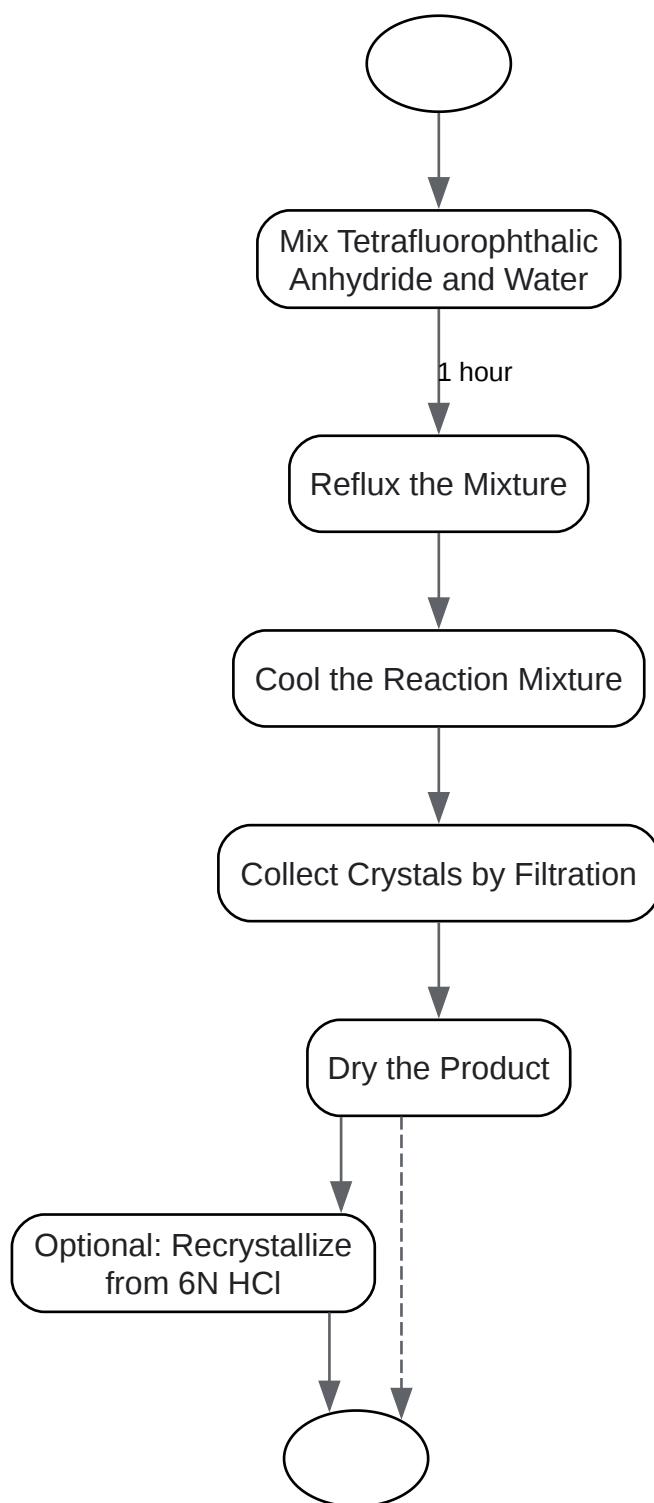 Mix Tetrafluorophthalic
Anhydride and Water
1 hour
Reflux the Mixture
Cool the Reaction Mixture
Collect Crystals by Filtration
Dry the Product
Optional: Recrystallize
from 6N HCl